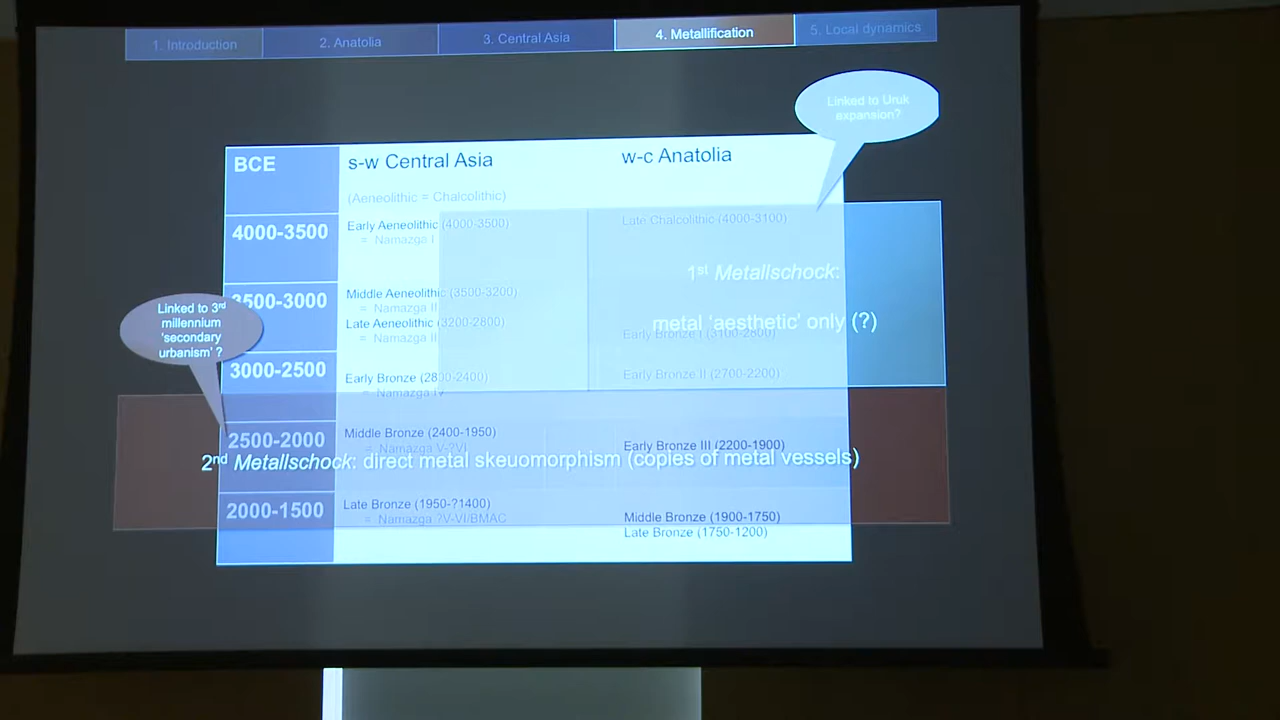 1. Introduction
2. Anatolia
3. Central Asia
4. Metallification
5. Local dynamics
Linked to Uruk
expansion?
BCE
s-w Central Asia
w-c Anatolia
(Aeneolithic = Chalcolithic)
4000-3500
Early Aeneolithic (4000-3500)
= Namazga I
Late Chalcolithic (4000-3100)
1st Metallschock:
metal 'aesthetic' only (?)
3500-3000
Middle Aeneolithic (3500-3200)
= Namazga II
Late Aeneolithic (3200-2800)
Early Bronze I (3100-2800)
Linked to 3rd
millennium
'secondary
urbanism' ?
3000-2500
Early Bronze (2800-2400)
= Namazga IV
Early Bronze II (2700-2200)
2500-2000
Middle Bronze (2400-1950)
= Namazga V-?VI
Early Bronze III (2200-1900)
2nd Metallschock: direct metal skeuomorphism (copies of metal vessels)
2000-1500
Late Bronze (1950-?1400)
= Namazga ?V-VI/BMAC
Middle Bronze (1900-1750)
Late Bronze (1750-1200)